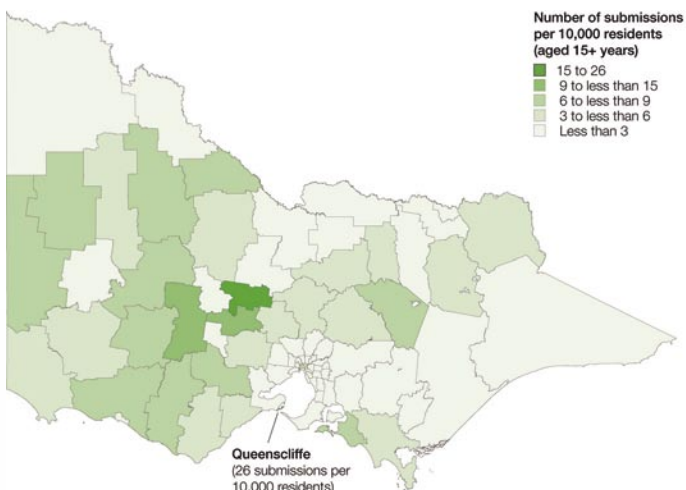 Number of submissions
per 10,000 residents
(aged 15+ years)
15 to 26
9 to less than 15
6 to less than 9
3 to less than 6
Less than 3
Queenscliffe
(26 submissions per
10,000 residents)